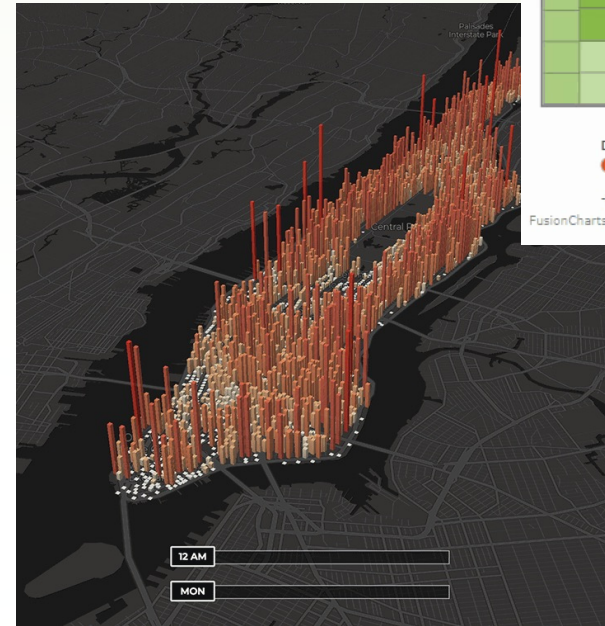 Palisades
Interstate Park
D
FusionCharts
Central Park
12 AM
MON